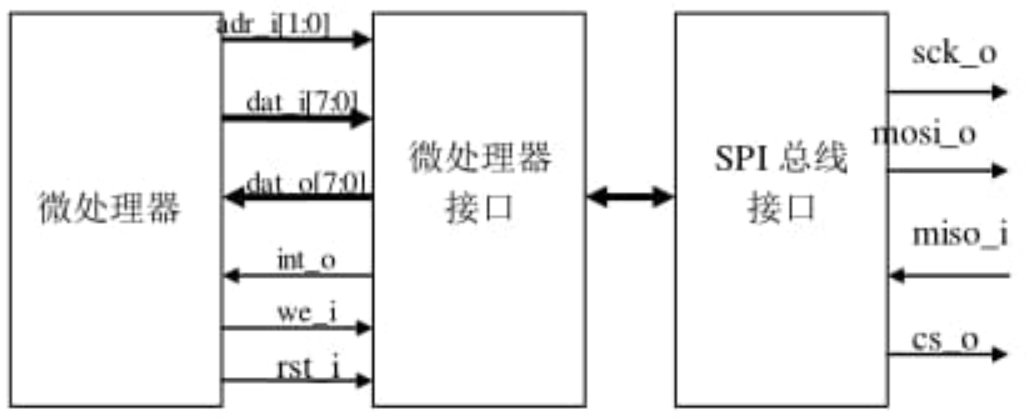 adr_i[1:0]
dat_i[7:0]
dat_o[7:0]
int_o
we_i
rst_i
微处理器
微处理器
接口
SPI 总线
接口
sck_o
mosi_o
miso_i
cs_o